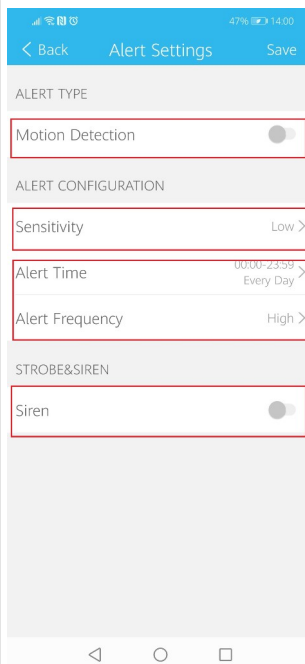 47% 14:00
Back Alert Settings Save
ALERT TYPE
Motion Detection
ALERT CONFIGURATION
Sensitivity Low
Alert Time 00:00-23:59
Every Day
Alert Frequency High
STROBE&SIREN
Siren